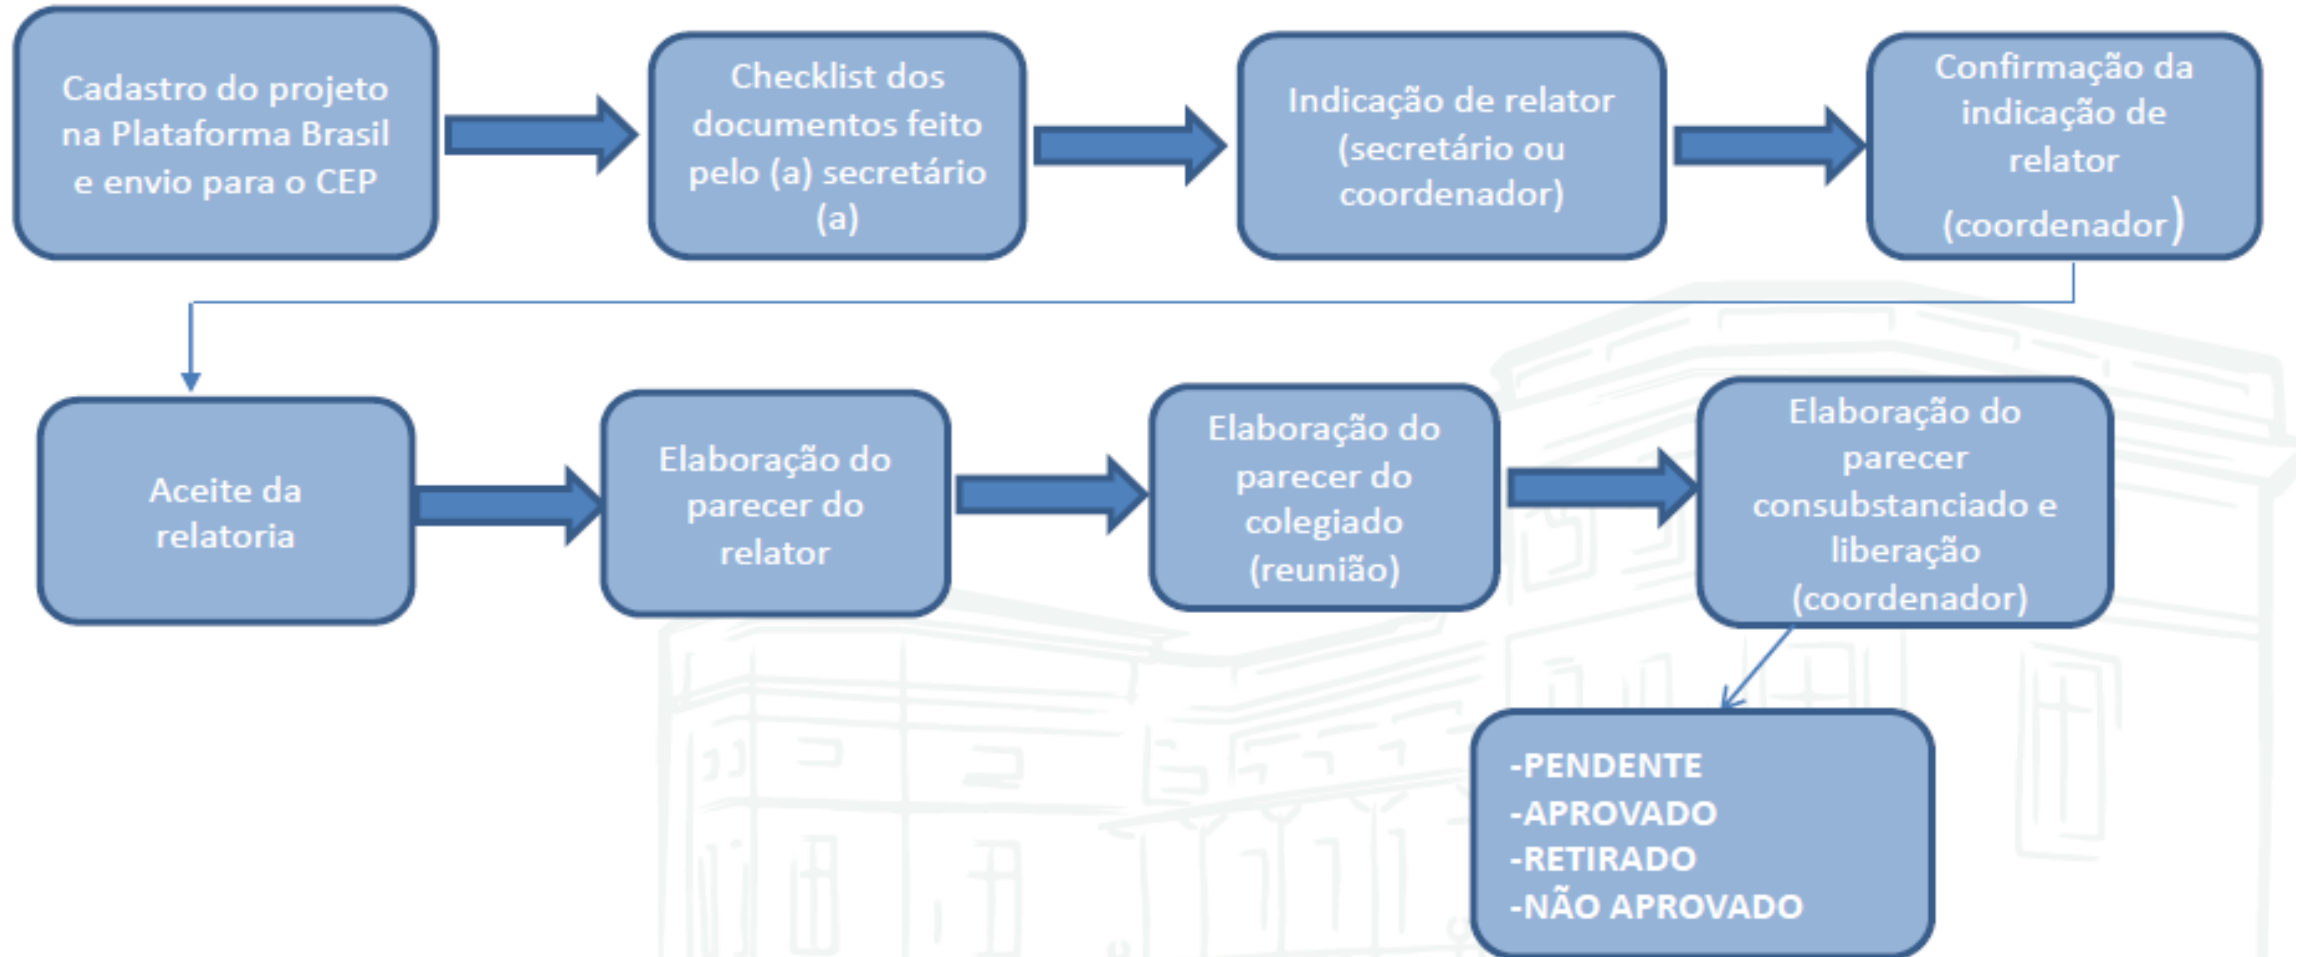 Cadastro do projeto
na Plataforma Brasil
e envio para o CEP
Checklist dos
documentos feito
pelo (a) secretário
(a)
Indicação de relator
(secretário ou
coordenador)
Confirmação da
indicação de
relator
(coordenador)
Aceite da
relatoria
Elaboração do
parecer do
relator
Elaboração do
parecer do
colegiado
(reunião)
Elaboração do
parecer
consubstanciado e
liberação
(coordenador)
-PENDENTE
-APROVADO
-RETIRADO
-NÃO APROVADO